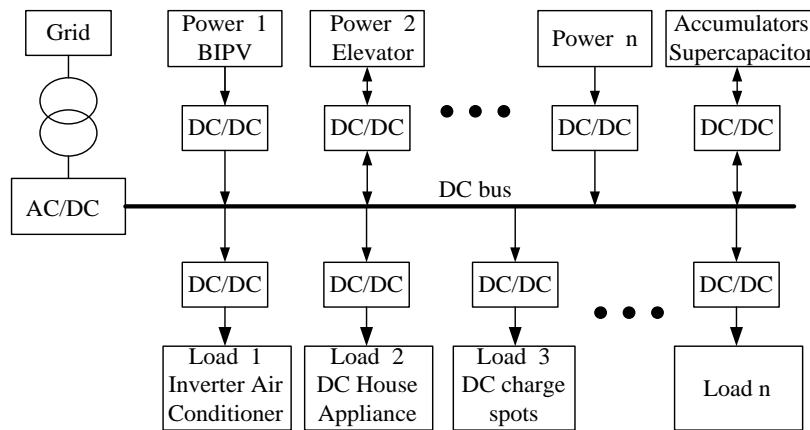 Grid
Power 1
BIPV
Power 2
Elevator
Power n
Accumulators
Supercapacitor
DC/DC
DC/DC
DC/DC
DC/DC
AC/DC
DC bus
DC/DC
DC/DC
DC/DC
DC/DC
Load 1
Inverter Air
Conditioner
Load 2
DC House
Appliance
Load 3
DC charge
spots
Load n